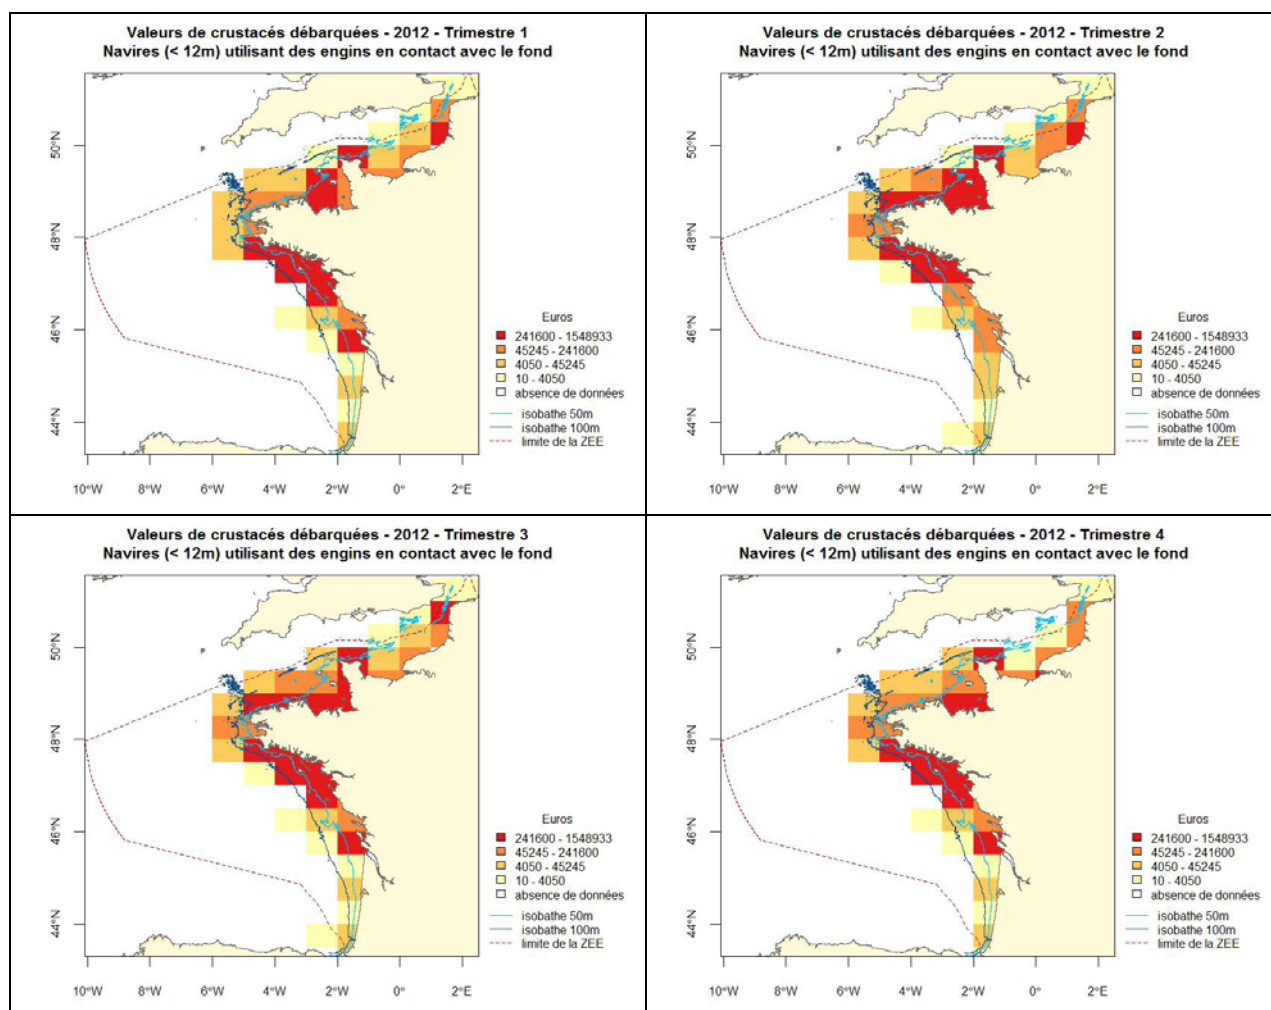 Valeurs de crustacés débarquées - 2012 - Trimestre 1
Navires (< 12m) utilisant des engins en contact avec le fond
50°N
48°N
46°N
44°N
10°W
8°W
6°W
4°W
2°W
0°
2°E
Euros
241600 - 1548933
45245 - 241600
4050 - 45245
10 - 4050
absence de données
isobathe 50m
isobathe 100m
limite de la ZEE
Valeurs de crustacés débarquées - 2012 - Trimestre 2
Navires (< 12m) utilisant des engins en contact avec le fond
50°N
48°N
46°N
44°N
10°W
8°W
6°W
4°W
2°W
0°
2°E
Euros
241600 - 1548933
45245 - 241600
4050 - 45245
10 - 4050
absence de données
isobathe 50m
isobathe 100m
limite de la ZEE
Valeurs de crustacés débarquées - 2012 - Trimestre 3
Navires (< 12m) utilisant des engins en contact avec le fond
50°N
48°N
46°N
44°N
10°W
8°W
6°W
4°W
2°W
0°
2°E
Euros
241600 - 1548933
45245 - 241600
4050 - 45245
10 - 4050
absence de données
isobathe 50m
isobathe 100m
limite de la ZEE
Valeurs de crustacés débarquées - 2012 - Trimestre 4
Navires (< 12m) utilisant des engins en contact avec le fond
50°N
48°N
46°N
44°N
10°W
8°W
6°W
4°W
2°W
0°
2°E
Euros
241600 - 1548933
45245 - 241600
4050 - 45245
10 - 4050
absence de données
isobathe 50m
isobathe 100m
limite de la ZEE